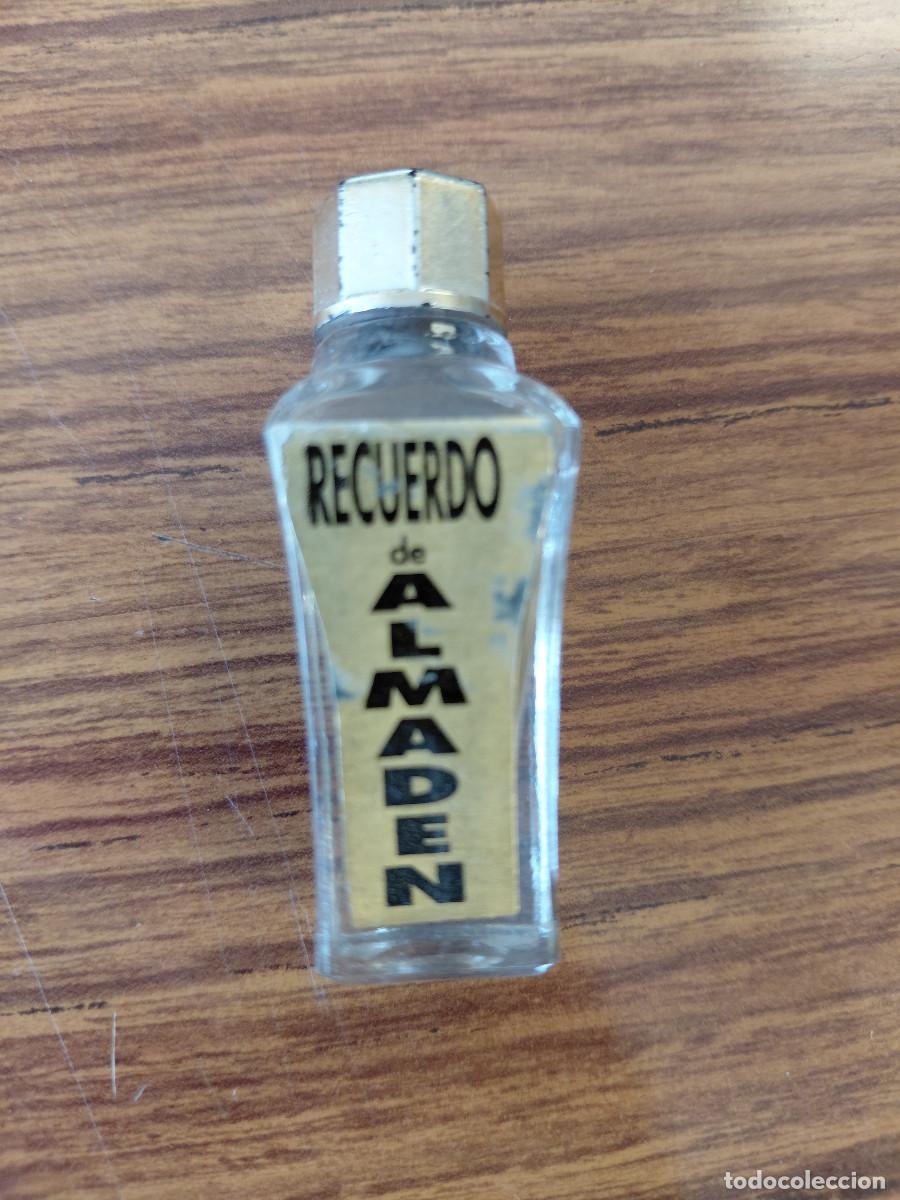 RECUERDO
de
ALMADEN
todocoleccion